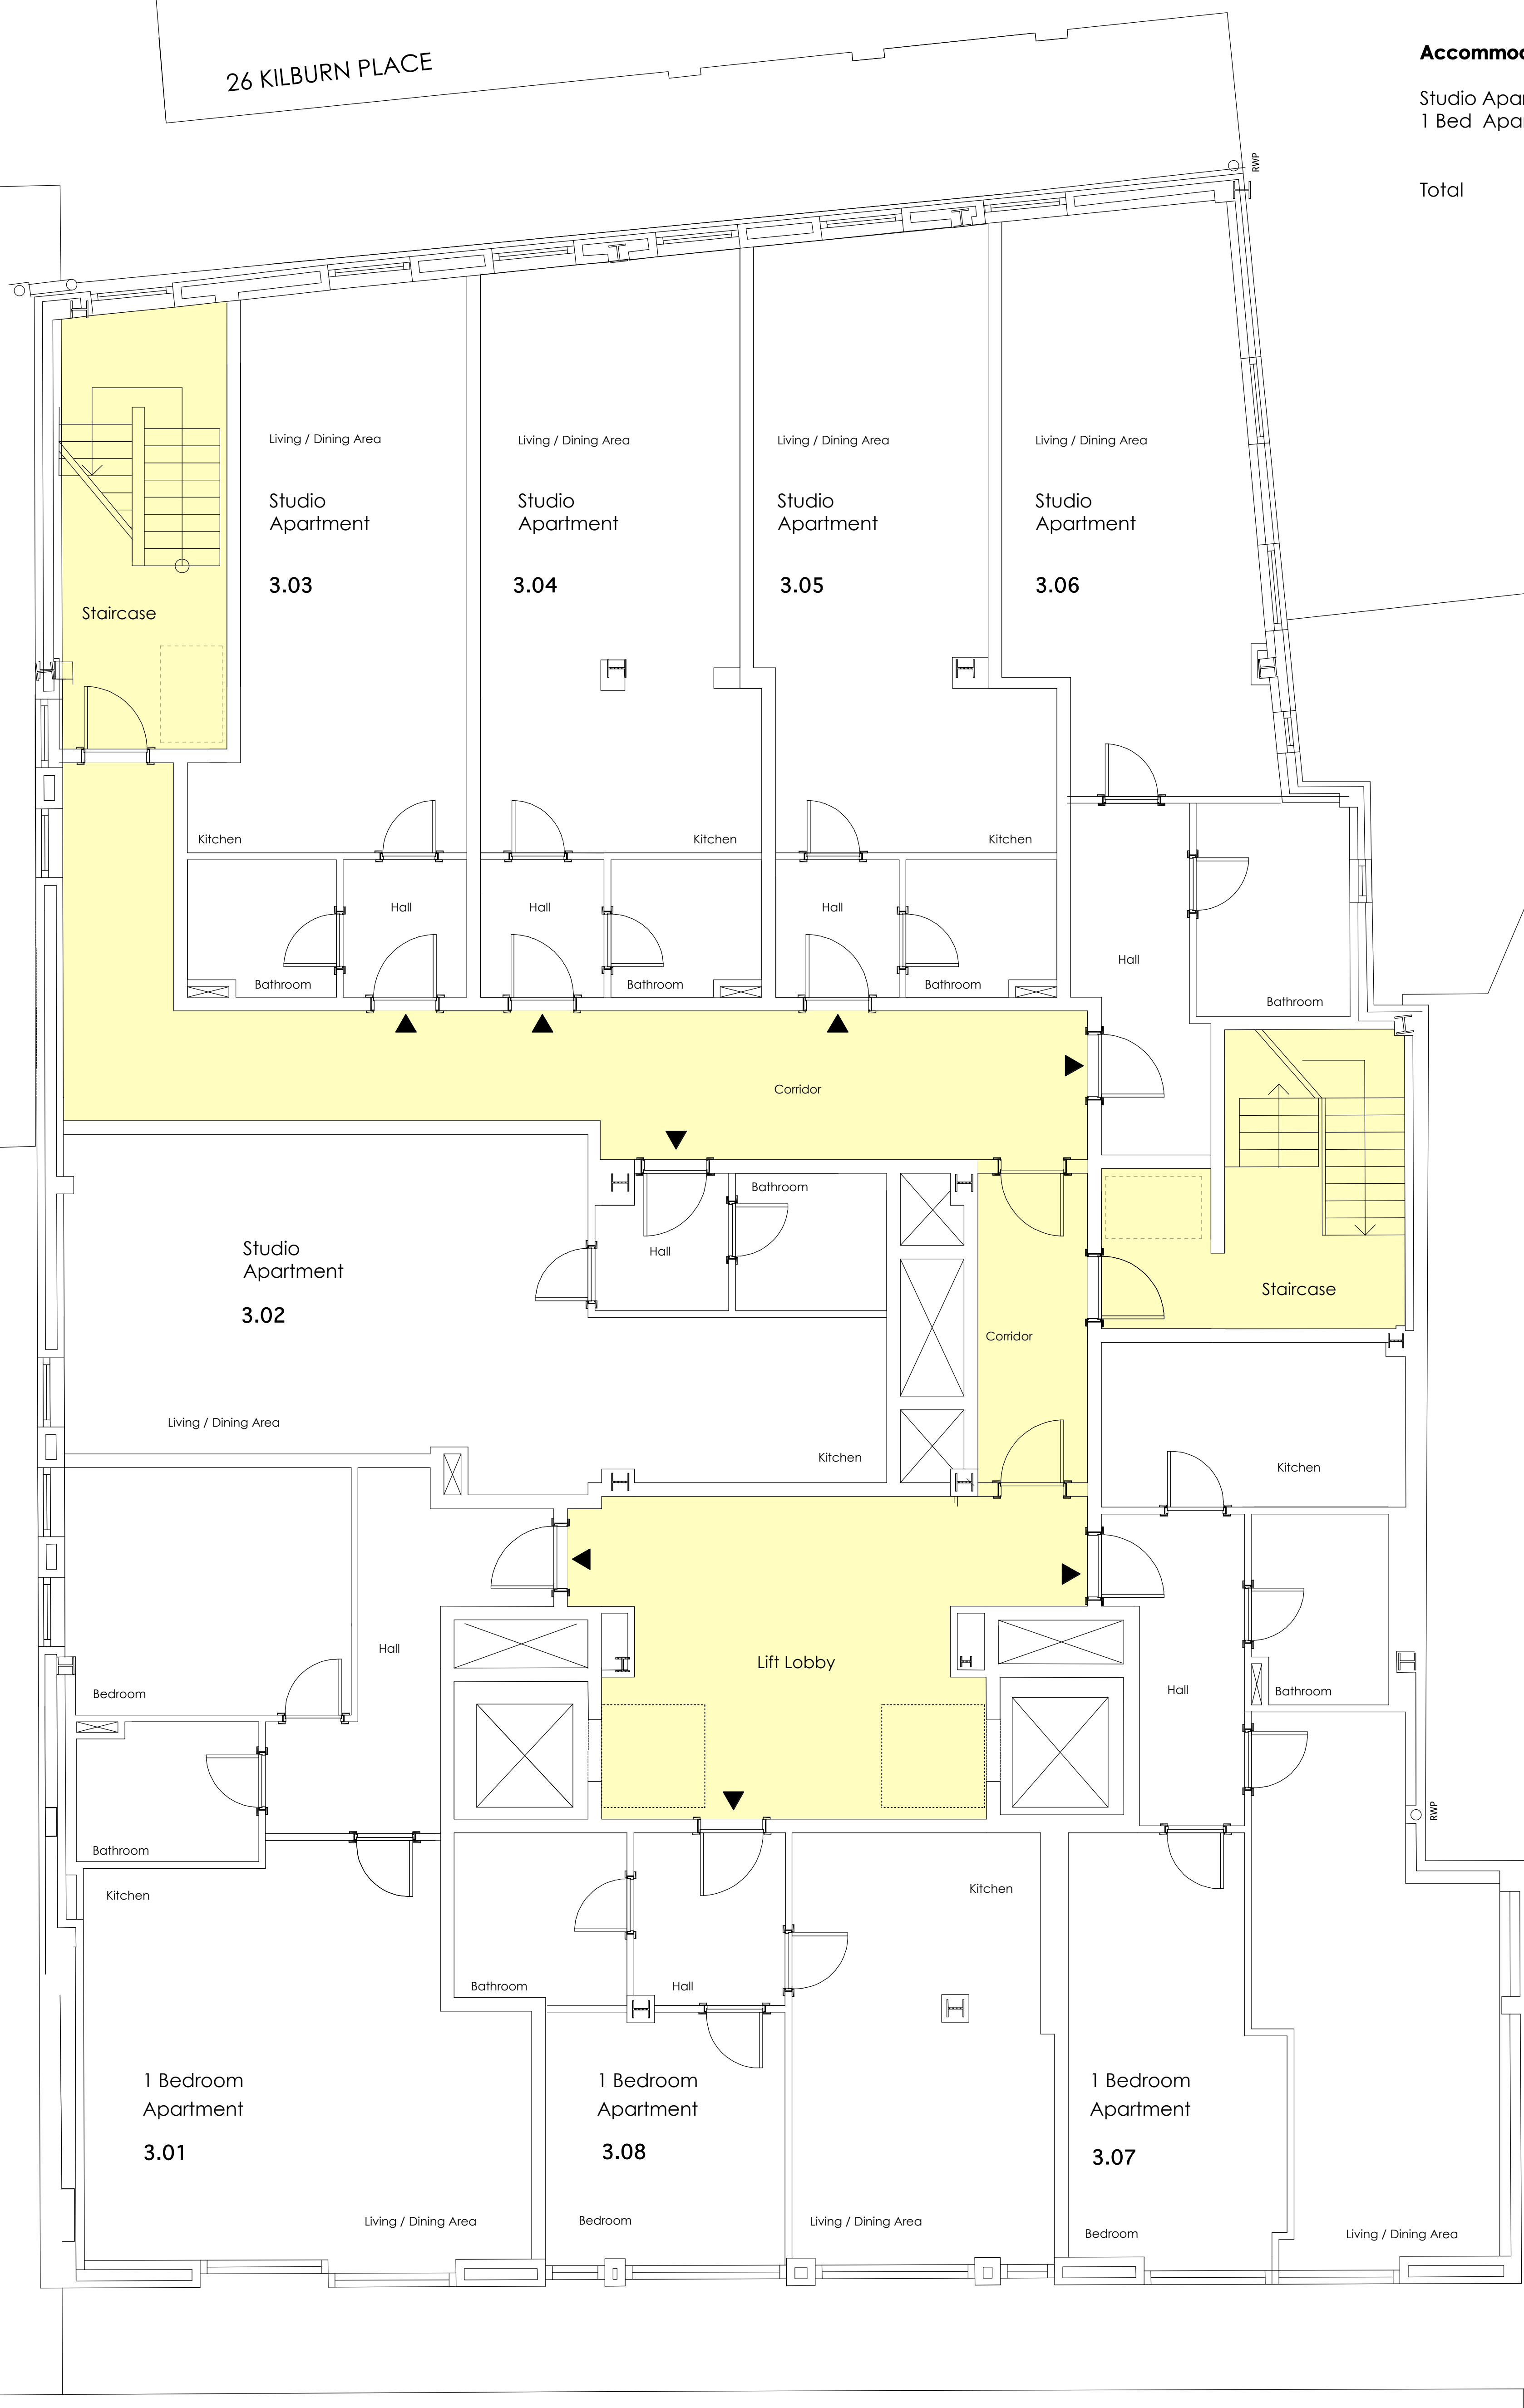 26 KILBURN PLACE
Accommod
Studio Apar
1 Bed Apa
Total
RWP
Living / Dining Area
Studio
Apartment
3.03
Living / Dining Area
Studio
Apartment
3.04
Living / Dining Area
Studio
Apartment
3.05
Living / Dining Area
Studio
Apartment
3.06
Staircase
Kitchen
Kitchen
Kitchen
Hall
Hall
Hall
Hall
Bathroom
Bathroom
Bathroom
Bathroom
Corridor
Bathroom
Hall
Studio
Apartment
3.02
Staircase
Corridor
Living / Dining Area
Kitchen
Kitchen
Hall
Lift Lobby
Bedroom
Hall
Bathroom
RWP
Bathroom
Kitchen
Kitchen
Bathroom
Hall
1 Bedroom
Apartment
3.01
1 Bedroom
Apartment
3.08
1 Bedroom
Apartment
3.07
Living / Dining Area
Bedroom
Living / Dining Area
Bedroom
Living / Dining Area